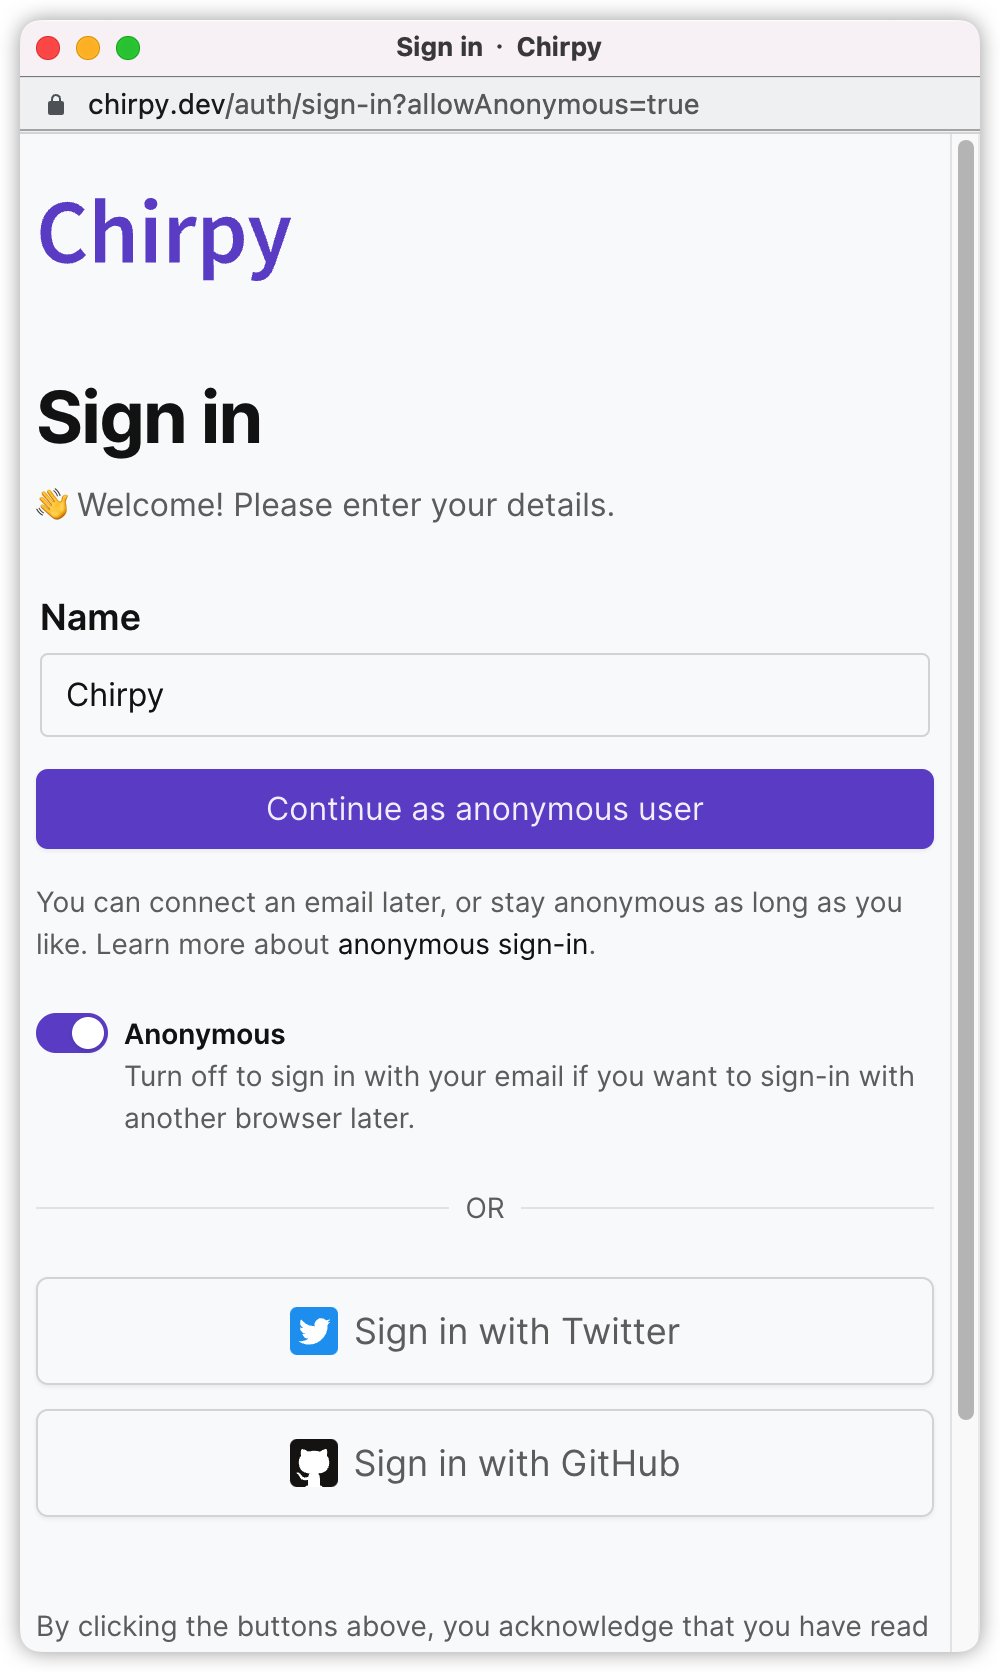 Sign in · Chirpy
chirpy.dev/auth/sign-in?allowAnonymous=true
Chirpy
Sign in
👋 Welcome! Please enter your details.
Name
Chirpy
Continue as anonymous user
You can connect an email later, or stay anonymous as long as you
like. Learn more about anonymous sign-in.
Anonymous
Turn off to sign in with your email if you want to sign-in with
another browser later.
OR
Sign in with Twitter
Sign in with GitHub
By clicking the buttons above, you acknowledge that you have read